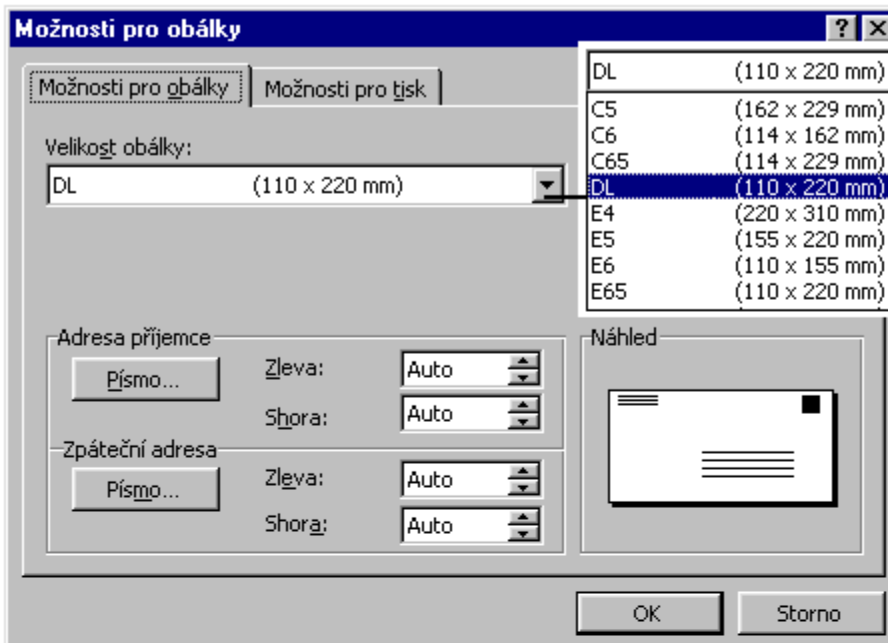 Možnosti pro obálky
Možnosti pro obálky
Možnosti pro tisk
Velikost obálky:
DL (110 x 220 mm)
DL (110 x 220 mm)
C5 (162 x 229 mm)
C6 (114 x 162 mm)
C65 (114 x 229 mm)
DL (110 x 220 mm)
E4 (220 x 310 mm)
E5 (155 x 220 mm)
E6 (110 x 155 mm)
E65 (110 x 220 mm)
Adresa příjemce
Písmo...
Zleva: Auto
Shora: Auto
Zpáteční adresa
Písmo...
Zleva: Auto
Shora: Auto
Náhled
OK
Storno